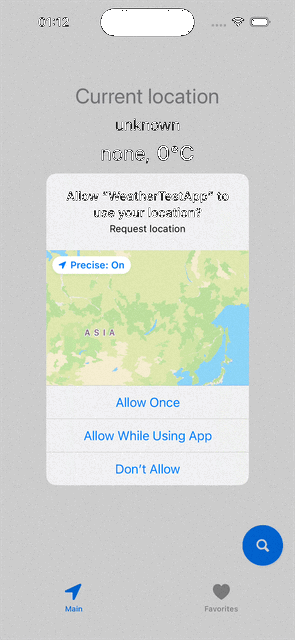 01:12
Current location
unknown
none, 0°C
Allow “WeatherTestApp” to
use your location?
Request location
Precise: On
ASIA
Allow Once
Allow While Using App
Don’t Allow
Main
Favorites